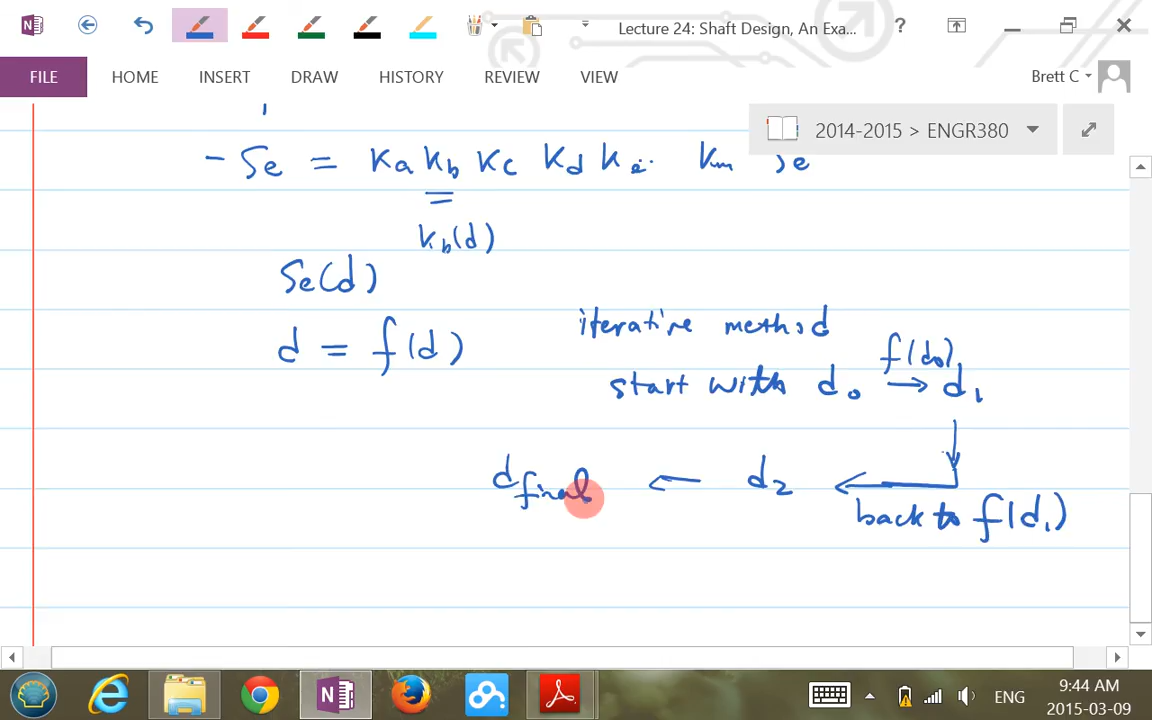 Lecture 24: Shaft Design, An Exa...
?
FILE HOME INSERT DRAW HISTORY REVIEW VIEW
Brett C
2014-2015 > ENGR380
- Se = Ka Kb Kc Kd Ke .. Km Se
Kb(d)
Se(d)
iterative method
d = f(d)
f(d0)
start with d0 → d1
dfinal ← d2 ←
back to f(d1)
ENG
9:44 AM
2015-03-09